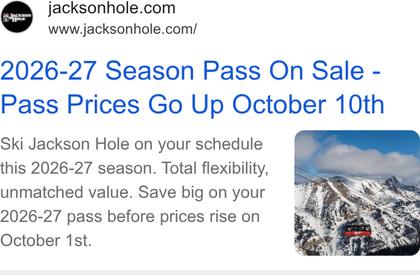 jacksonhole.com
www.jacksonhole.com/
2026-27 Season Pass On Sale -
Pass Prices Go Up October 10th
Ski Jackson Hole on your schedule
this 2026-27 season. Total flexibility,
unmatched value. Save big on your
2026-27 pass before prices rise on
October 1st.